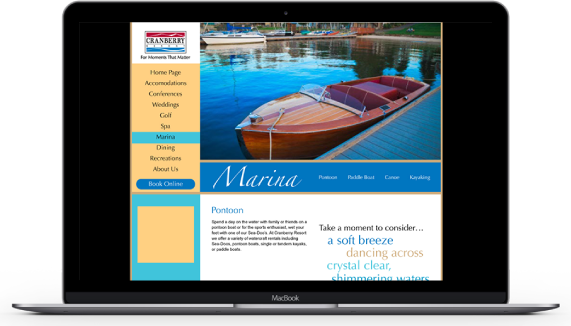 CRANBERRY
For Moments That Matter
Home Page
Accomodations
Conferences
Weddings
Golf
Spa
Marina
Dining
Recreations
About Us
Book Online
Marina
Pontoon
Paddle Boat
Canoe
Kayaking
Pontoon
Spend a day on the water with family or friends on a
pontoon boat or for the sports enthusiast, wet your
feet with one of our Sea-Doo's. At Cranberry Resort
we offer a variety of watercraft rentals including
Sea-Doos, pontoon boats, single or tandem kayaks,
or paddle boats.
Take a moment to consider...
a soft breeze
dancing across
crystal clear,
shimmering waters
MacBook